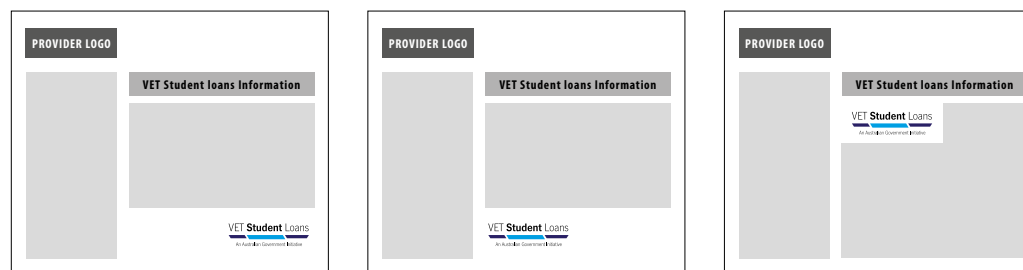 PROVIDER LOGO
VET Student loans Information
VET Student Loans
An Australian Government Initiative
PROVIDER LOGO
VET Student loans Information
VET Student Loans
An Australian Government Initiative
PROVIDER LOGO
VET Student loans Information
VET Student Loans
An Australian Government Initiative